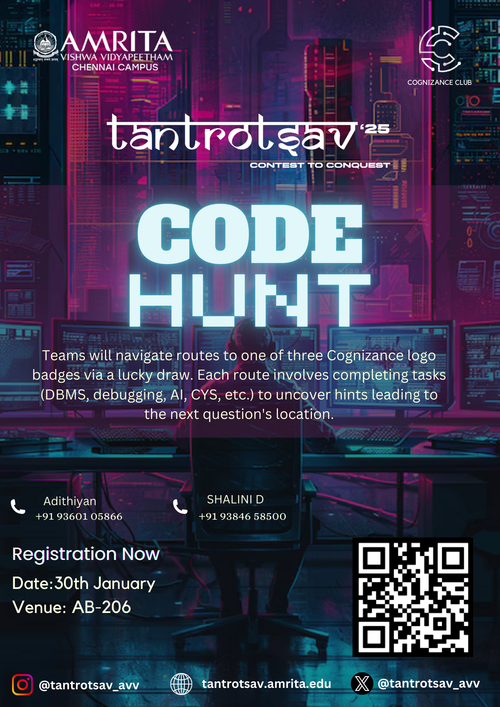 AMRITA
VISHWA VIDYAPEETHAM
CHENNAI CAMPUS
COGNIZANCE CLUB
tantrotsav'25
CONTEST TO CONQUEST
CODE
HUNT
Teams will navigate routes to one of three Cognizance logo
badges via a lucky draw. Each route involves completing tasks
(DBMS, debugging, AI, CYS, etc.) to uncover hints leading to
the next question's location.
Adithiyan
+91 93601 05866
SHALINI D
+91 93846 58500
Registration Now
Date:30th January
Venue: AB-206
@tantrotsav_avv
tantrotsav.amrita.edu
@tantrotsav_avv